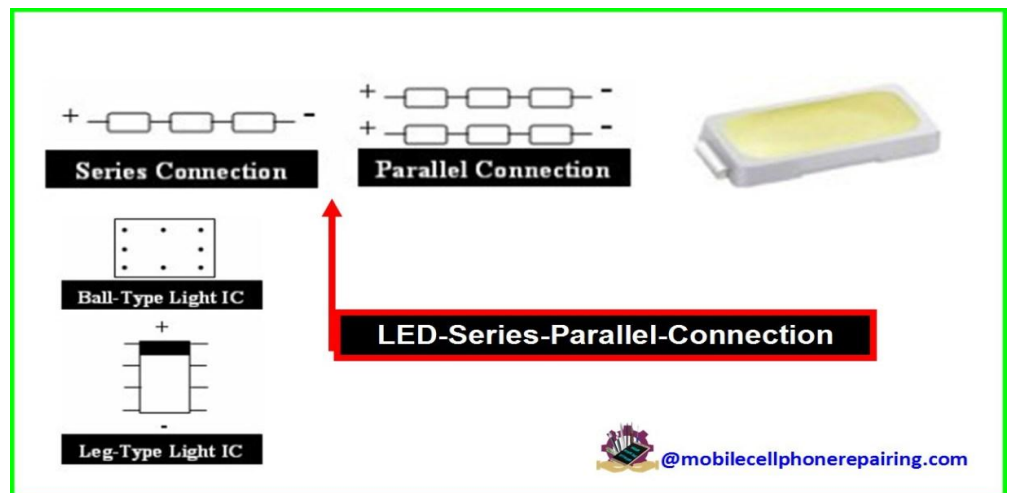 + -
+ -
+ -
Series Connection
Parallel Connection
Ball-Type Light IC
+
-
Leg-Type Light IC
LED-Series-Parallel-Connection
@mobilecellphonerepairing.com